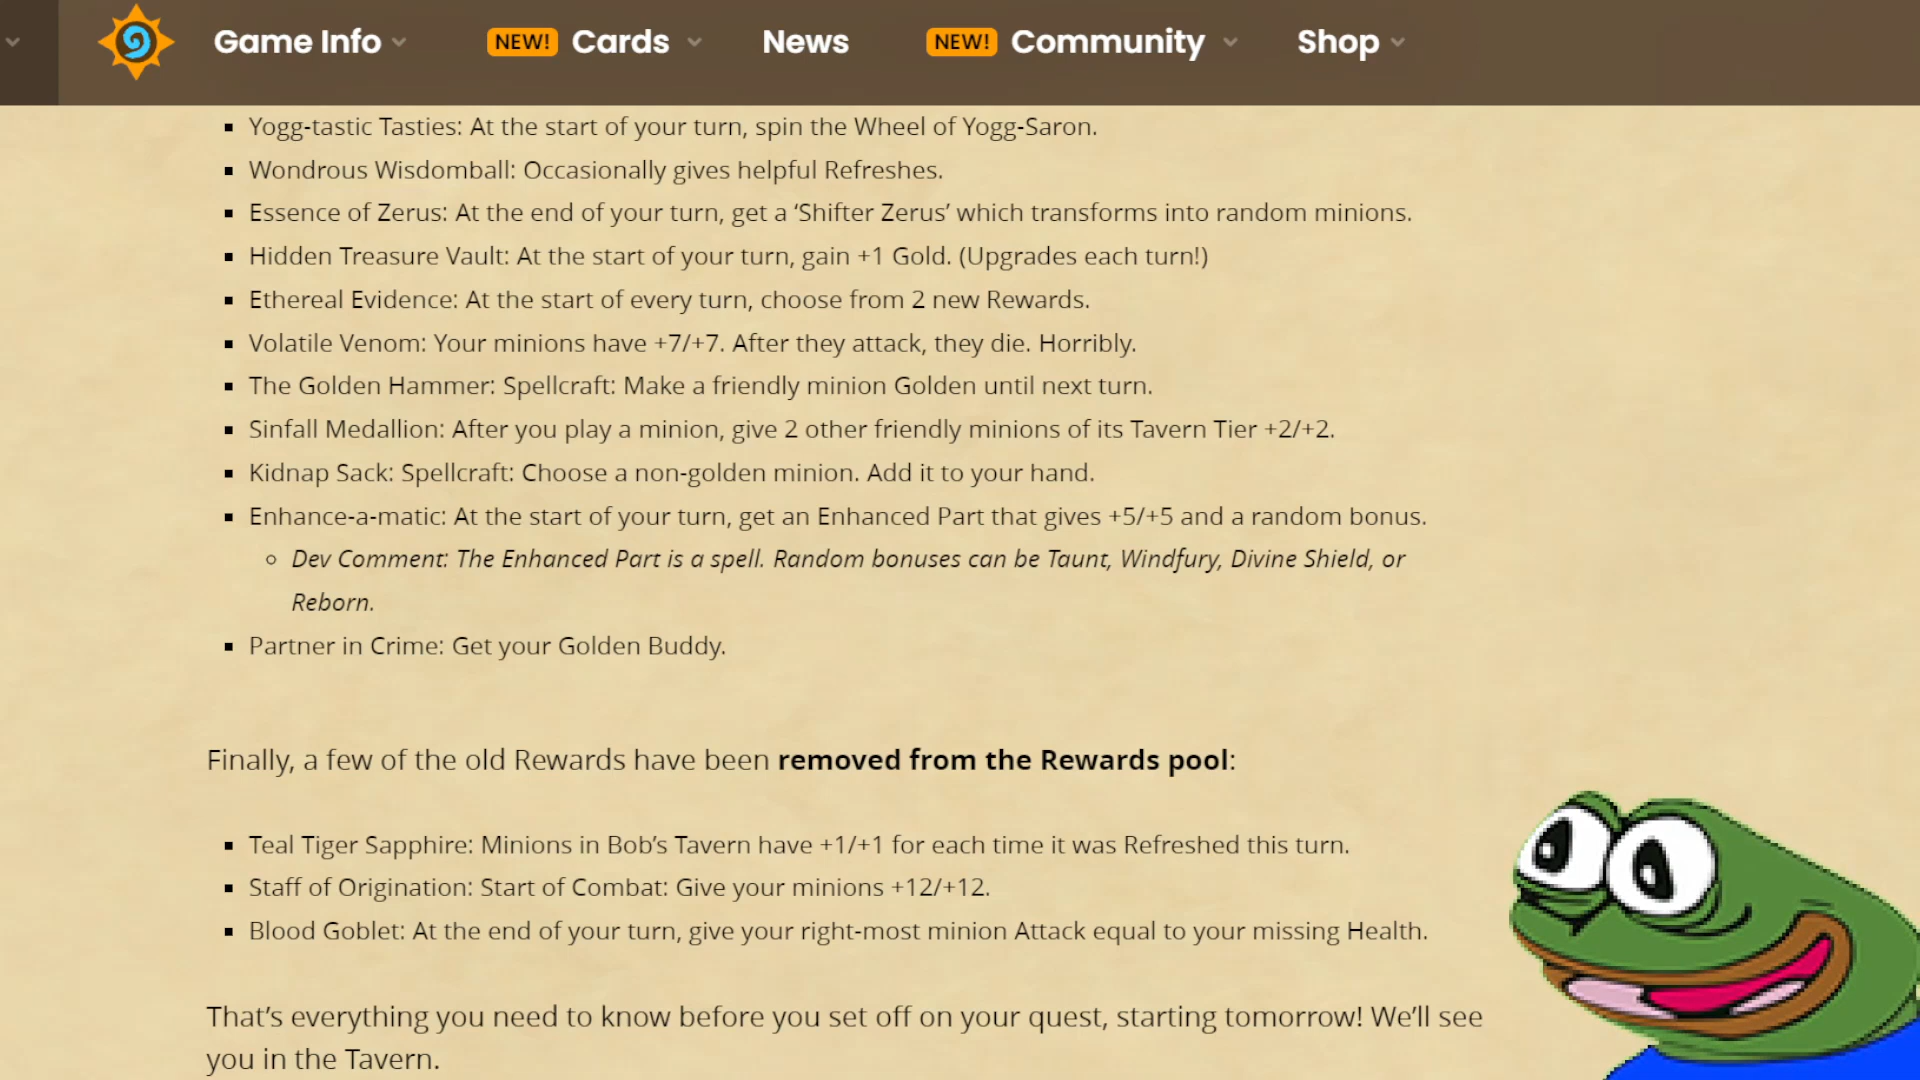 Game Info NEW! Cards News NEW! Community Shop
Yogg-tastic Tasties: At the start of your turn, spin the Wheel of Yogg-Saron.
Wondrous Wisdomball: Occasionally gives helpful Refreshes.
Essence of Zerus: At the end of your turn, get a ‘Shifter Zerus’ which transforms into random minions.
Hidden Treasure Vault: At the start of your turn, gain +1 Gold. (Upgrades each turn!)
Ethereal Evidence: At the start of every turn, choose from 2 new Rewards.
Volatile Venom: Your minions have +7/+7. After they attack, they die. Horribly.
The Golden Hammer: Spellcraft: Make a friendly minion Golden until next turn.
Sinfall Medallion: After you play a minion, give 2 other friendly minions of its Tavern Tier +2/+2.
Kidnap Sack: Spellcraft: Choose a non-golden minion. Add it to your hand.
Enhance-a-matic: At the start of your turn, get an Enhanced Part that gives +5/+5 and a random bonus.
Dev Comment: The Enhanced Part is a spell. Random bonuses can be Taunt, Windfury, Divine Shield, or
Reborn.
Partner in Crime: Get your Golden Buddy.
Finally, a few of the old Rewards have been removed from the Rewards pool:
Teal Tiger Sapphire: Minions in Bob’s Tavern have +1/+1 for each time it was Refreshed this turn.
Staff of Origination: Start of Combat: Give your minions +12/+12.
Blood Goblet: At the end of your turn, give your right-most minion Attack equal to your missing Health.
That’s everything you need to know before you set off on your quest, starting tomorrow! We’ll see
you in the Tavern.